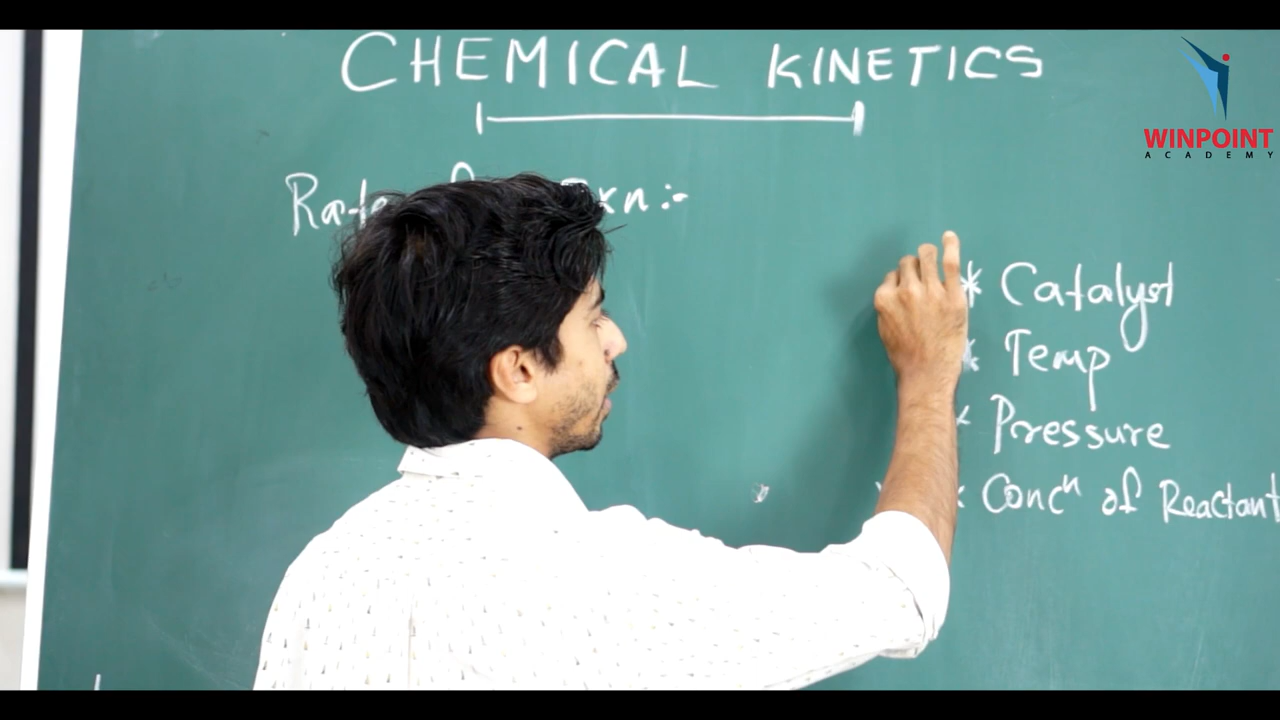 CHEMICAL KINETICS
WINPOINT
ACADEMY
Rate xn :-
* Catalyst
* Temp
* Pressure
* Concⁿ of Reactant